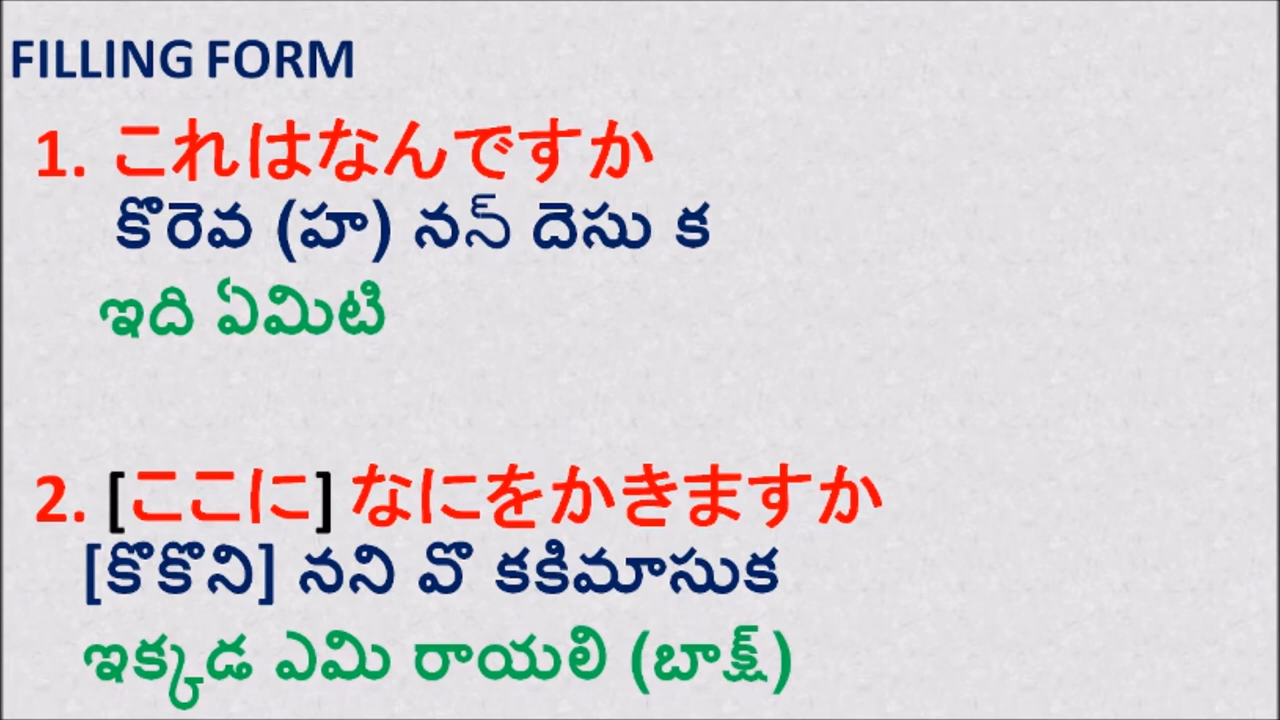 FILLING FORM
1. これはなんですか
కొరెవ (హ) నన్ దెసు క
ఇది ఏమిటి
2. [ここに] なにをかきますか
[కొకొని] నని వొ కకిమాసుక
ఇక్కడ ఎమి రాయలి (బాక్ష్)